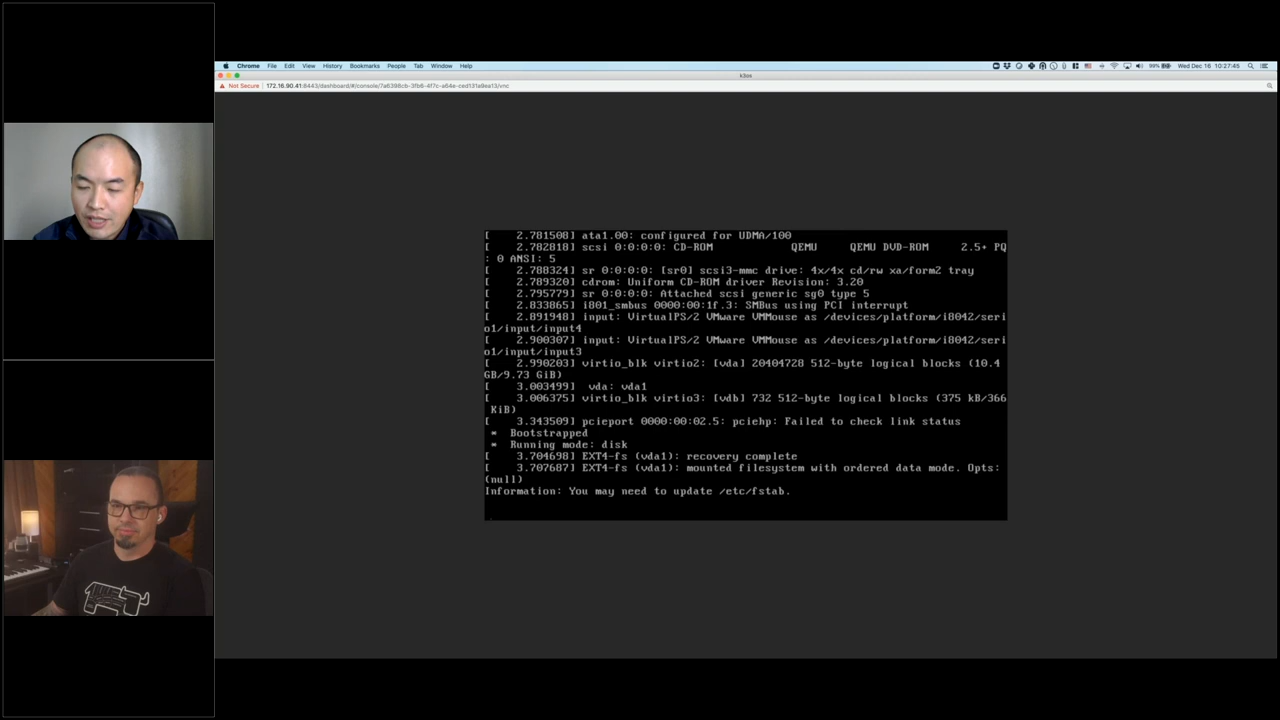 Chrome File Edit View History Bookmarks People Tab Window Help 99% Wed Dec 16 10:27:45
k3os
Not Secure 172.16.90.41:8443/dashboard/#/console/7a6398cb-3fb8-4f7c-a64e-ced131a9ea13/vnc
[ 2.781508] ata1.00: configured for UDMA/100
[ 2.782818] scsi 0:0:0:0: CD-ROM QEMU QEMU DVD-ROM 2.5+ PQ
: 0 ANSI: 5
[ 2.788324] sr 0:0:0:0: [sr0] scsi3-mmc drive: 4x/4x cd/rw xa/form2 tray
[ 2.789320] cdrom: Uniform CD-ROM driver Revision: 3.20
[ 2.795779] sr 0:0:0:0: Attached scsi generic sg0 type 5
[ 2.833865] i801_smbus 0000:00:1f.3: SMBus using PCI interrupt
[ 2.891948] input: VirtualPS/2 VMware VMMouse as /devices/platform/i8042/seri
o1/input/input4
[ 2.900307] input: VirtualPS/2 VMware VMMouse as /devices/platform/i8042/seri
o1/input/input3
[ 2.990203] virtio_blk virtio2: [vda] 20404728 512-byte logical blocks (10.4
GB/9.73 GiB)
[ 3.003499] vda: vda1
[ 3.006375] virtio_blk virtio3: [vdb] 732 512-byte logical blocks (375 kB/366
KiB)
[ 3.343509] pcieport 0000:00:02.5: pciehp: Failed to check link status
* Bootstrapped
* Running mode: disk
[ 3.704698] EXT4-fs (vda1): recovery complete
[ 3.707687] EXT4-fs (vda1): mounted filesystem with ordered data mode. Opts:
(null)
Information: You may need to update /etc/fstab.